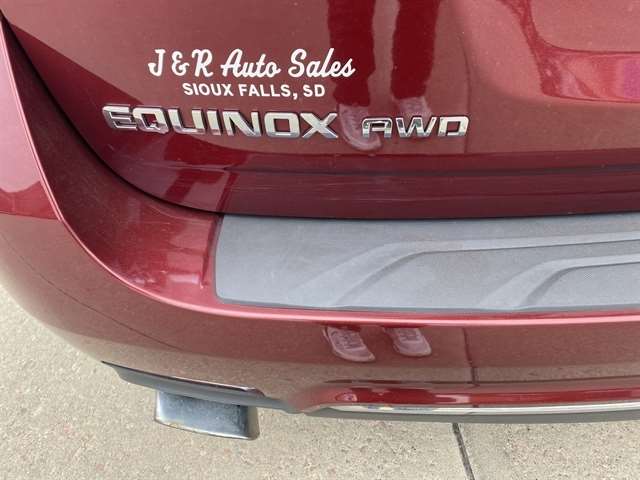 J & R Auto Sales
SIOUX FALLS, SD
EQUINOX AWD